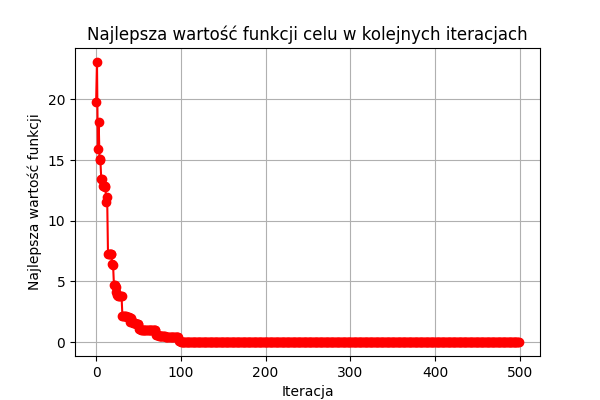 Najlepsza wartość funkcji celu w kolejnych iteracjach
Najlepsza wartość funkcji
20
15
10
5
0
0 100 200 300 400 500
Iteracja